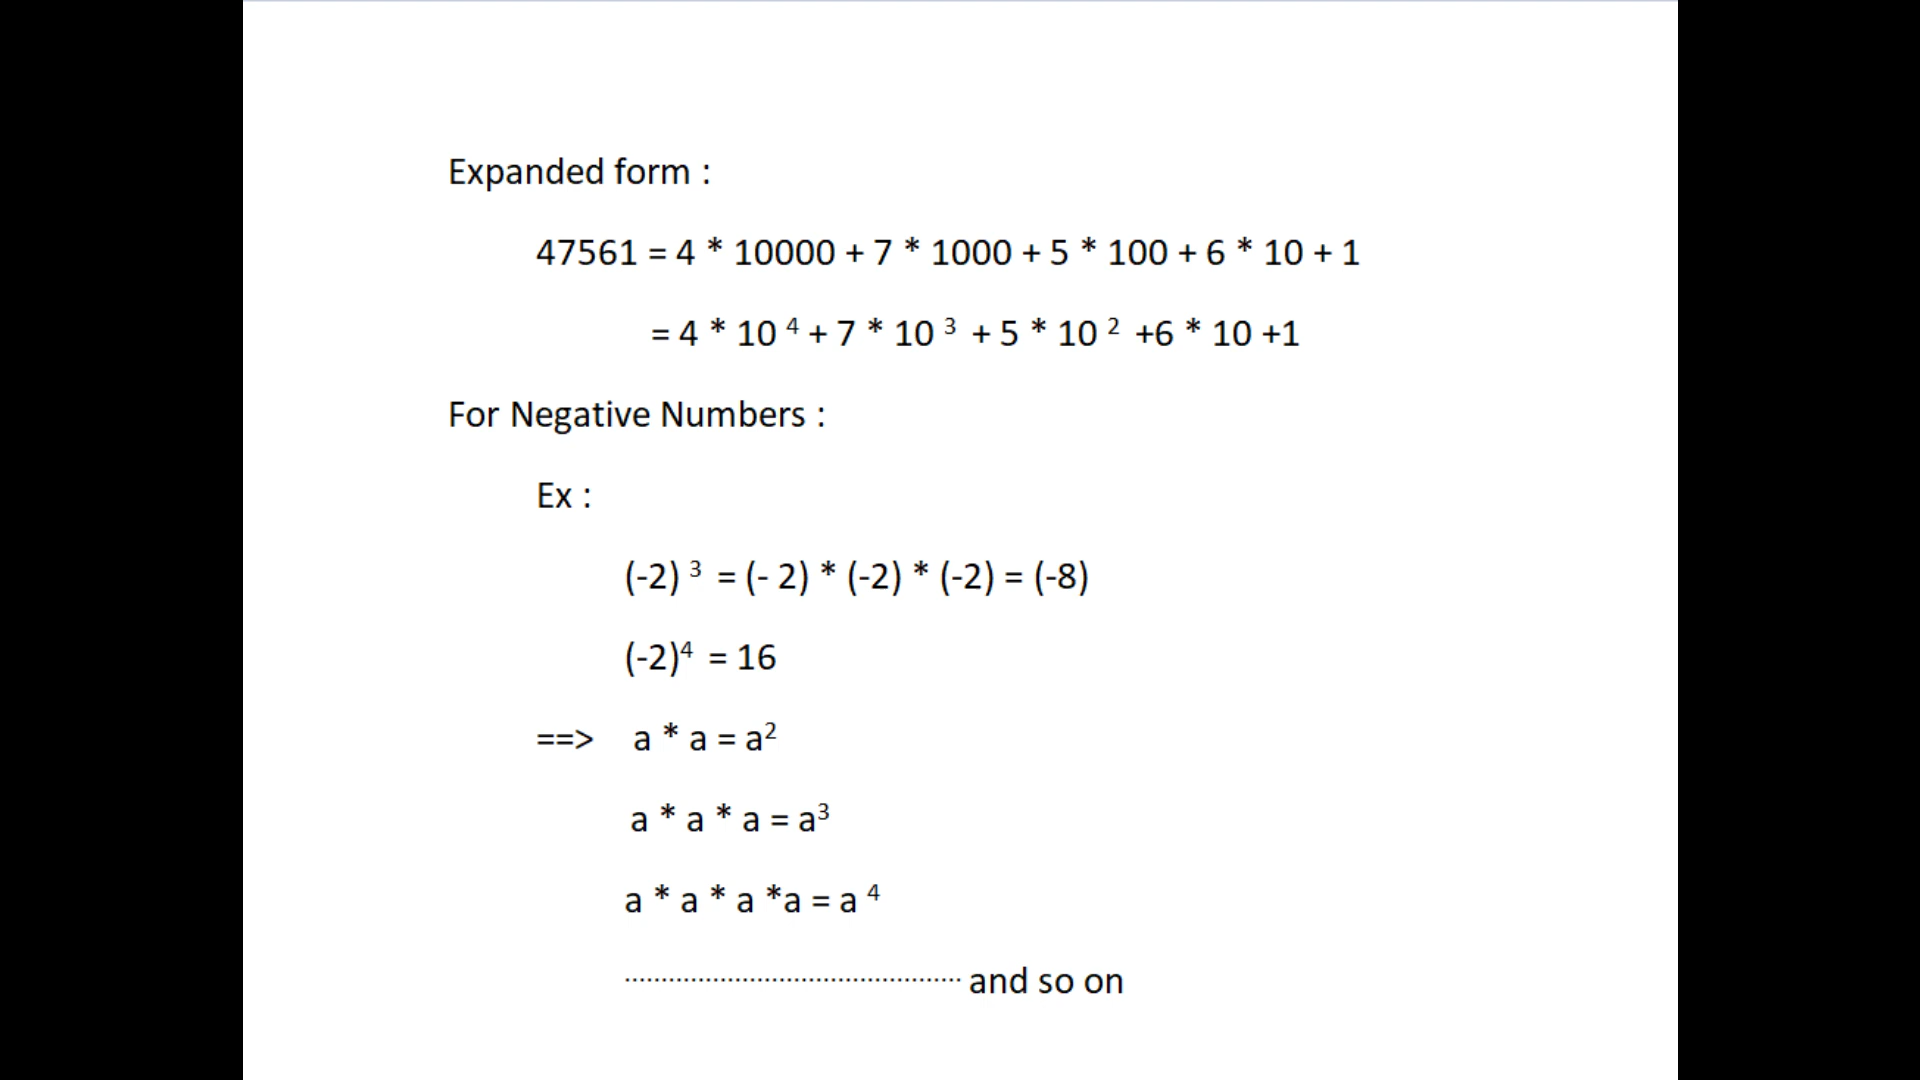 Expanded form :
47561 = 4 * 10000 + 7 * 1000 + 5 * 100 + 6 * 10 + 1
= 4 * 10 ⁴ + 7 * 10 ³ + 5 * 10 ² +6 * 10 +1
For Negative Numbers :
Ex :
(-2) ³ = (- 2) * (-2) * (-2) = (-8)
(-2)⁴ = 16
==> a * a = a²
a * a * a = a³
a * a * a *a = a ⁴
.............................................. and so on